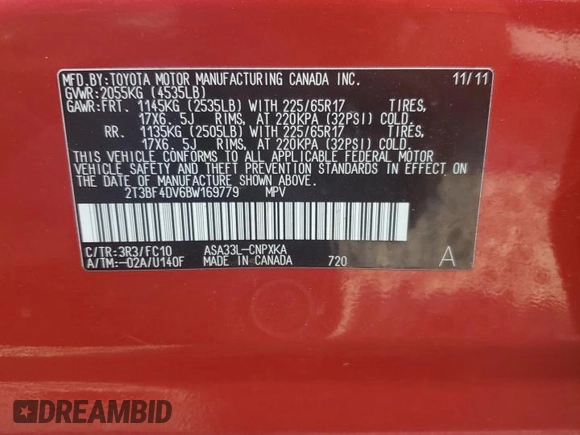 MFD.BY:TOYOTA MOTOR MANUFACTURING CANADA INC. 11/11
GVWR:2055KG (4535LB)
GAWR:FRT. 1145KG (2535LB) WITH 225/65R17 TIRES,
17X6. 5J RIMS, AT 220KPA (32PSI) COLD.
RR. 1135KG (2505LB) WITH 225/65R17 TIRES,
17X6. 5J RIMS, AT 220KPA (32PSI) COLD.
THIS VEHICLE CONFORMS TO ALL APPLICABLE FEDERAL MOTOR
VEHICLE SAFETY AND THEFT PREVENTION STANDARDS IN EFFECT ON
THE DATE OF MANUFACTURE SHOWN ABOVE.
2T3BF4DV6BW169779 MPV
C/TR:3R3/FC10 ASA33L-CNPXKA
A/TM:-02A/U140F MADE IN CANADA 720 A
DREAMBID